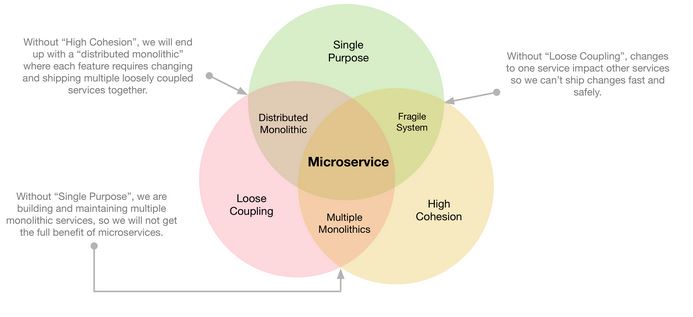 Single
Purpose
Without “High Cohesion”, we will end
up with a “distributed monolithic”
where each feature requires changing
and shipping multiple loosely coupled
services together.
Without “Loose Coupling”, changes
to one service impact other services
so we can’t ship changes fast and
safely.
Distributed
Monolithic
Fragile
System
Microservice
Without “Single Purpose”, we are
building and maintaining multiple
monolithic services, so we will not get
the full benefit of microservices.
Loose
Coupling
Multiple
Monolithics
High
Cohesion